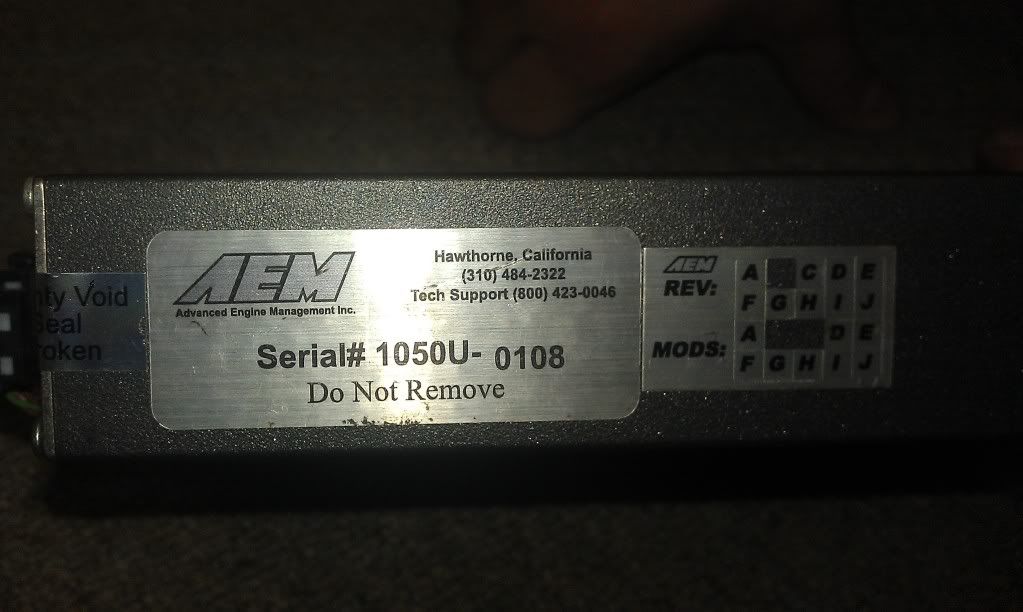 nty Void
Seal
roken
AEM
Advanced Engine Management Inc.
Hawthorne, California
(310) 484-2322
Tech Support (800) 423-0046
Serial# 1050U- 0108
Do Not Remove
AEM
REV:
A C D E
F G H I J
MODS:
A D E
F G H I J